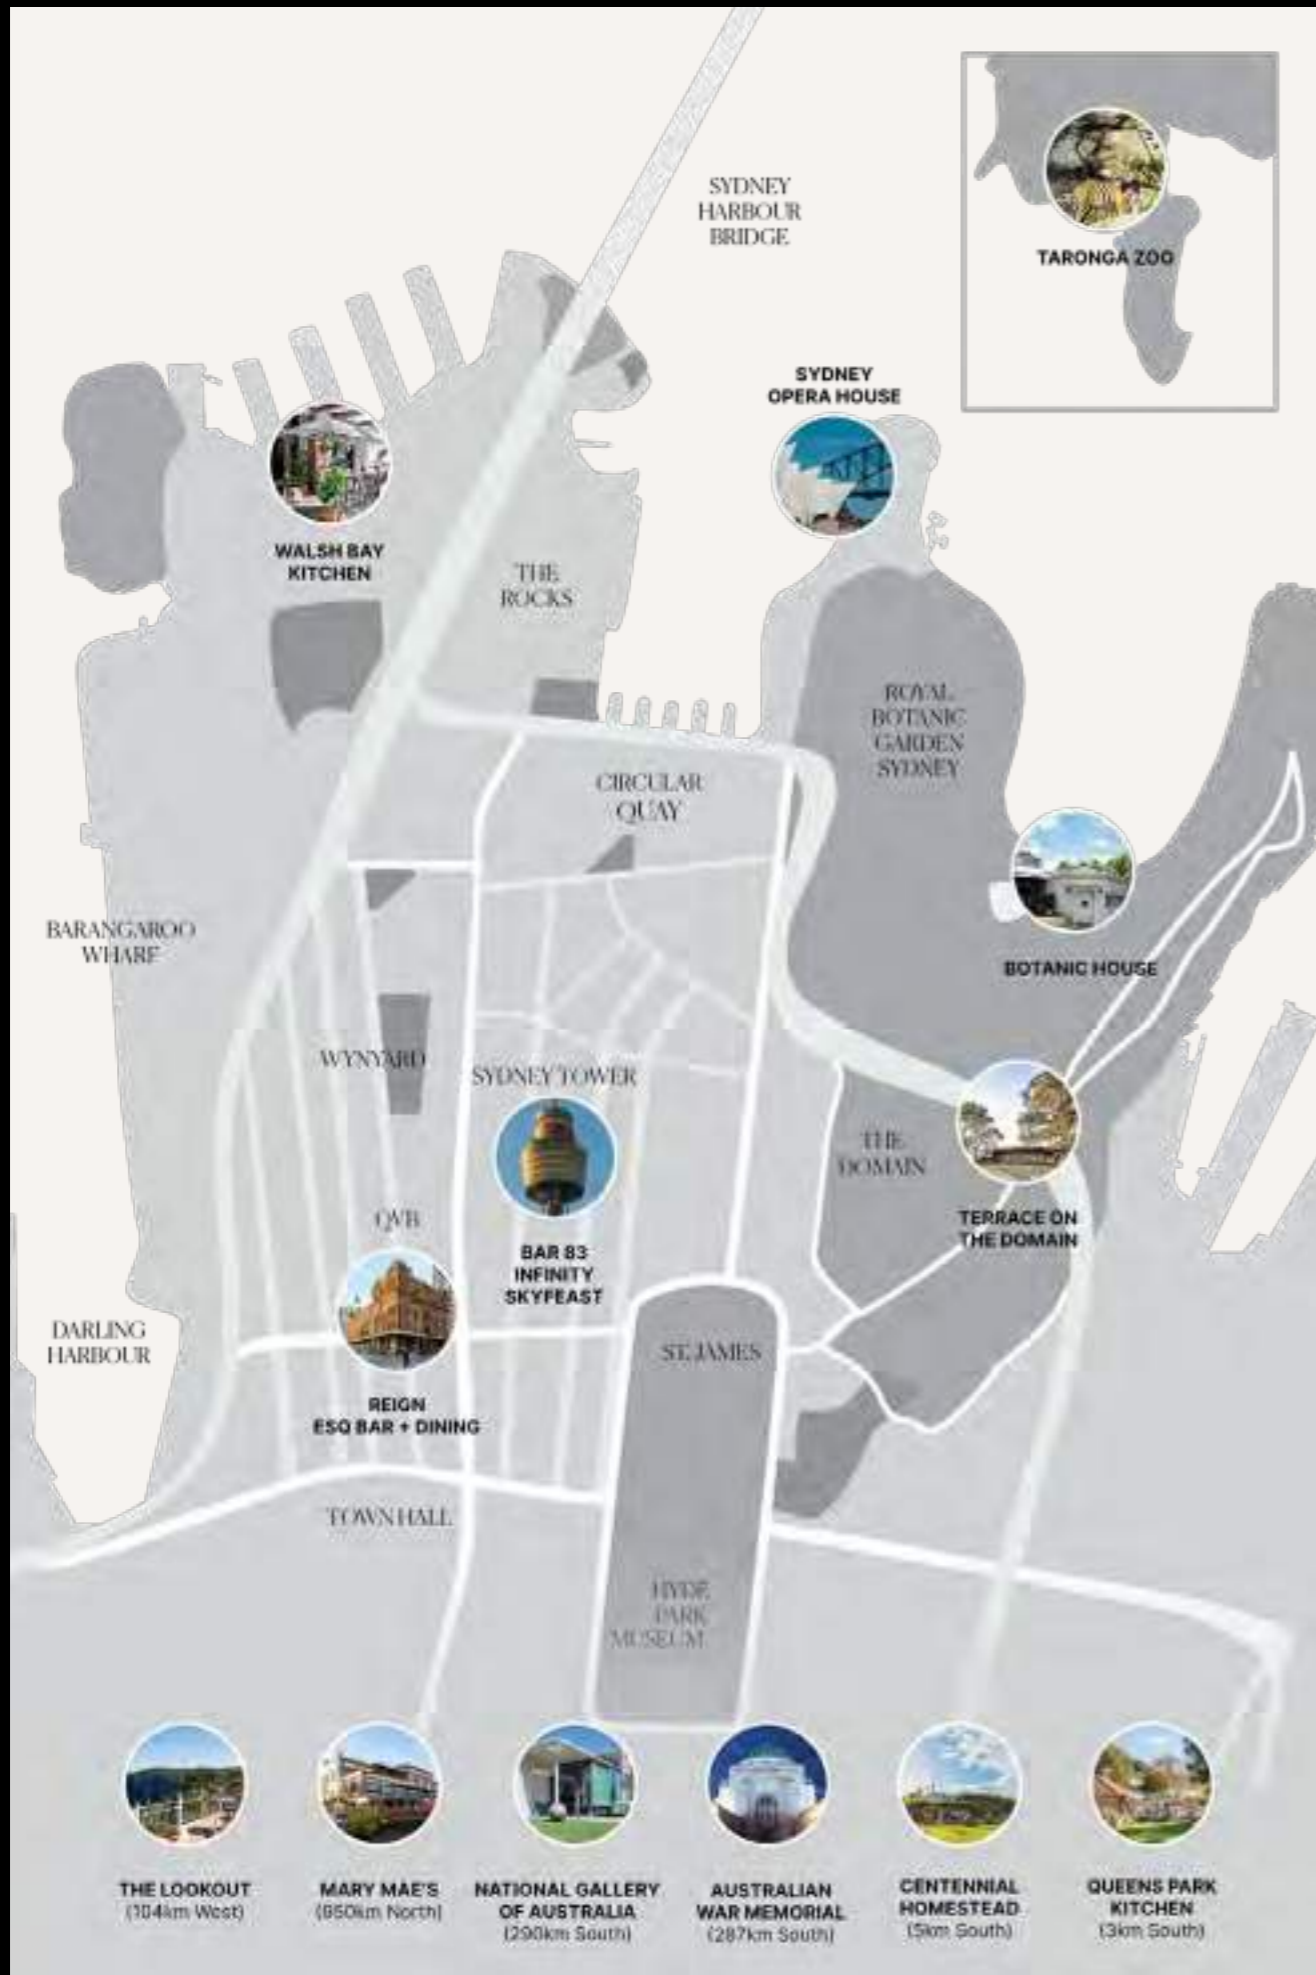 SYDNEY
HARBOUR
BRIDGE
TARONGA ZOO
SYDNEY
OPERA HOUSE
WALSH BAY
KITCHEN
THE
ROCKS
ROYAL
BOTANIC
GARDEN
SYDNEY
CIRCULAR
QUAY
BARANGAROO
WHARF
BOTANIC HOUSE
WYNYARD
SYDNEY TOWER
THE
DOMAIN
QVB
TERRACE ON
THE DOMAIN
BAR 83
INFINITY
SKYFEAST
DARLING
HARBOUR
ST. JAMES
REIGN
ESQ BAR + DINING
TOWN HALL
HYDE
PARK
MUSEUM
THE LOOKOUT
(104km West)
MARY MAE'S
(650km North)
NATIONAL GALLERY
OF AUSTRALIA
(290km South)
AUSTRALIAN
WAR MEMORIAL
(287km South)
CENTENNIAL
HOMESTEAD
(5km South)
QUEENS PARK
KITCHEN
(3km South)